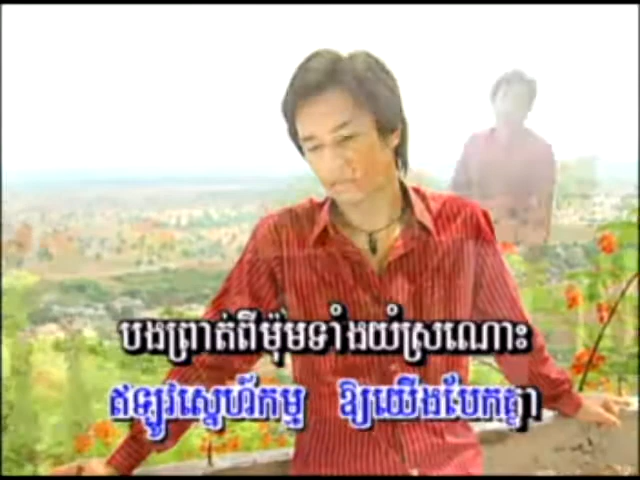 បងព្រាត់ពីម៉ុមទាំងយំស្រណោះ
ឥឡូវស្នេហ៍កម្ម ឱ្យយើងបែកគ្នា